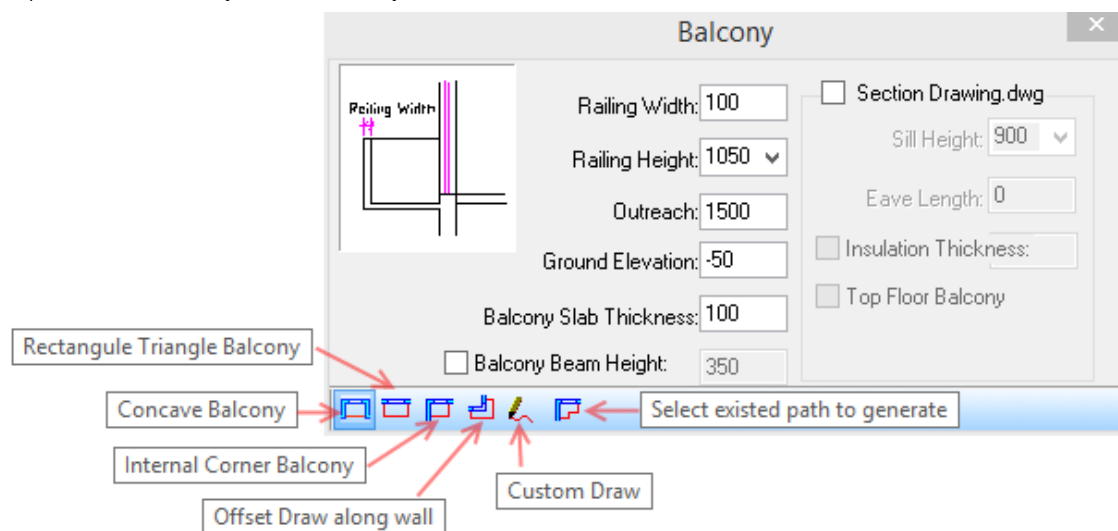 Balcony
Railing Width
Railing Width: 100
Railing Height: 1050
Outreach: 1500
Ground Elevation: -50
Balcony Slab Thickness: 100
Balcony Beam Height: 350
Section Drawing.dwg
Sill Height: 900
Eave Length: 0
Insulation Thickness:
Top Floor Balcony
Rectangule Triangle Balcony
Concave Balcony
Select existed path to generate
Internal Corner Balcony
Custom Draw
Offset Draw along wall